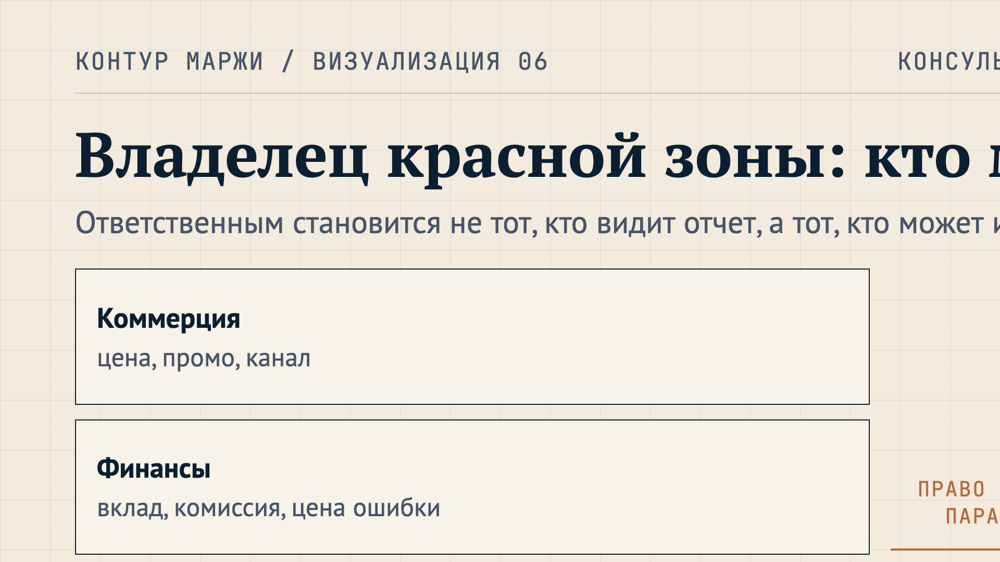 КОНТУР МАРЖИ / ВИЗУАЛИЗАЦИЯ 06
Владелец красной зоны: кто
Ответственным становится не тот, кто видит отчет, а тот, кто может
Коммерция
цена, промо, канал
Финансы
вклад, комиссия, цена ошибки
ПРАВО